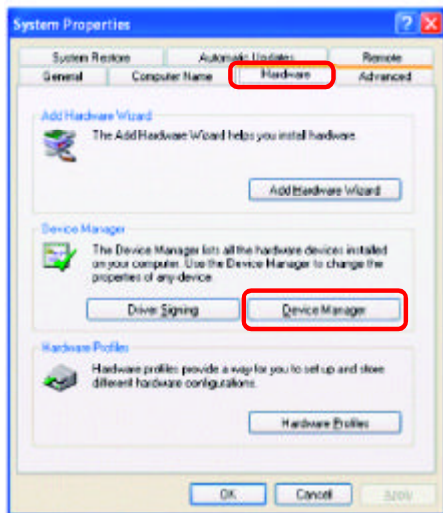 System Properties
System Restore Automatic Updates Remote
General Computer Name Hardware Advanced
Add Hardware Wizard
The Add Hardware Wizard helps you install hardware.
Add Hardware Wizard
Device Manager
The Device Manager lists all the hardware devices installed
on your computer. Use the Device Manager to change the
properties of any device.
Driver Signing Device Manager
Hardware Profiles
Hardware profiles provide a way for you to set up and store
different hardware configurations.
Hardware Profiles
OK Cancel Apply